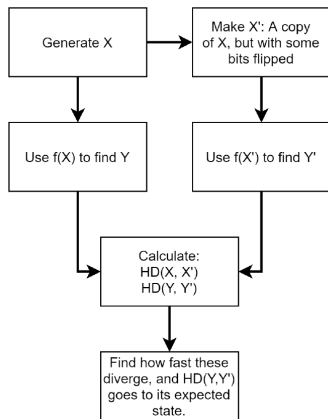 Generate X
Make X': A copy
of X, but with some
bits flipped
Use f(X) to find Y
Use f(X') to find Y'
Calculate:
HD(X, X')
HD(Y, Y')
Find how fast these
diverge, and HD(Y,Y')
goes to its expected
state.